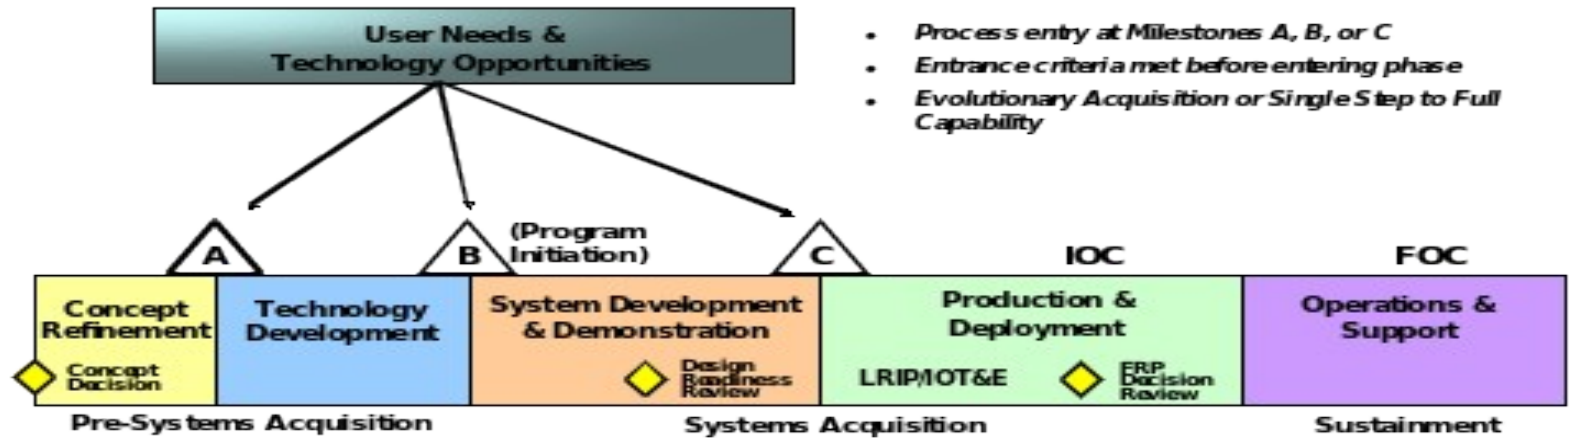 User Needs &
Technology Opportunities
• Process entry at Milestones A, B, or C
• Entrance criteria met before entering phase
• Evolutionary Acquisition or Single Step to Full
Capability
A
B
(Program
Initiation)
C
IOC
FOC
Concept
Refinement
Technology
Development
System Development
& Demonstration
Production &
Deployment
Operations &
Support
Concept
Decision
Design
Readiness
Review
LRIP/IOT&E
FRP
Decision
Review
Pre-Systems Acquisition
Systems Acquisition
Sustainment